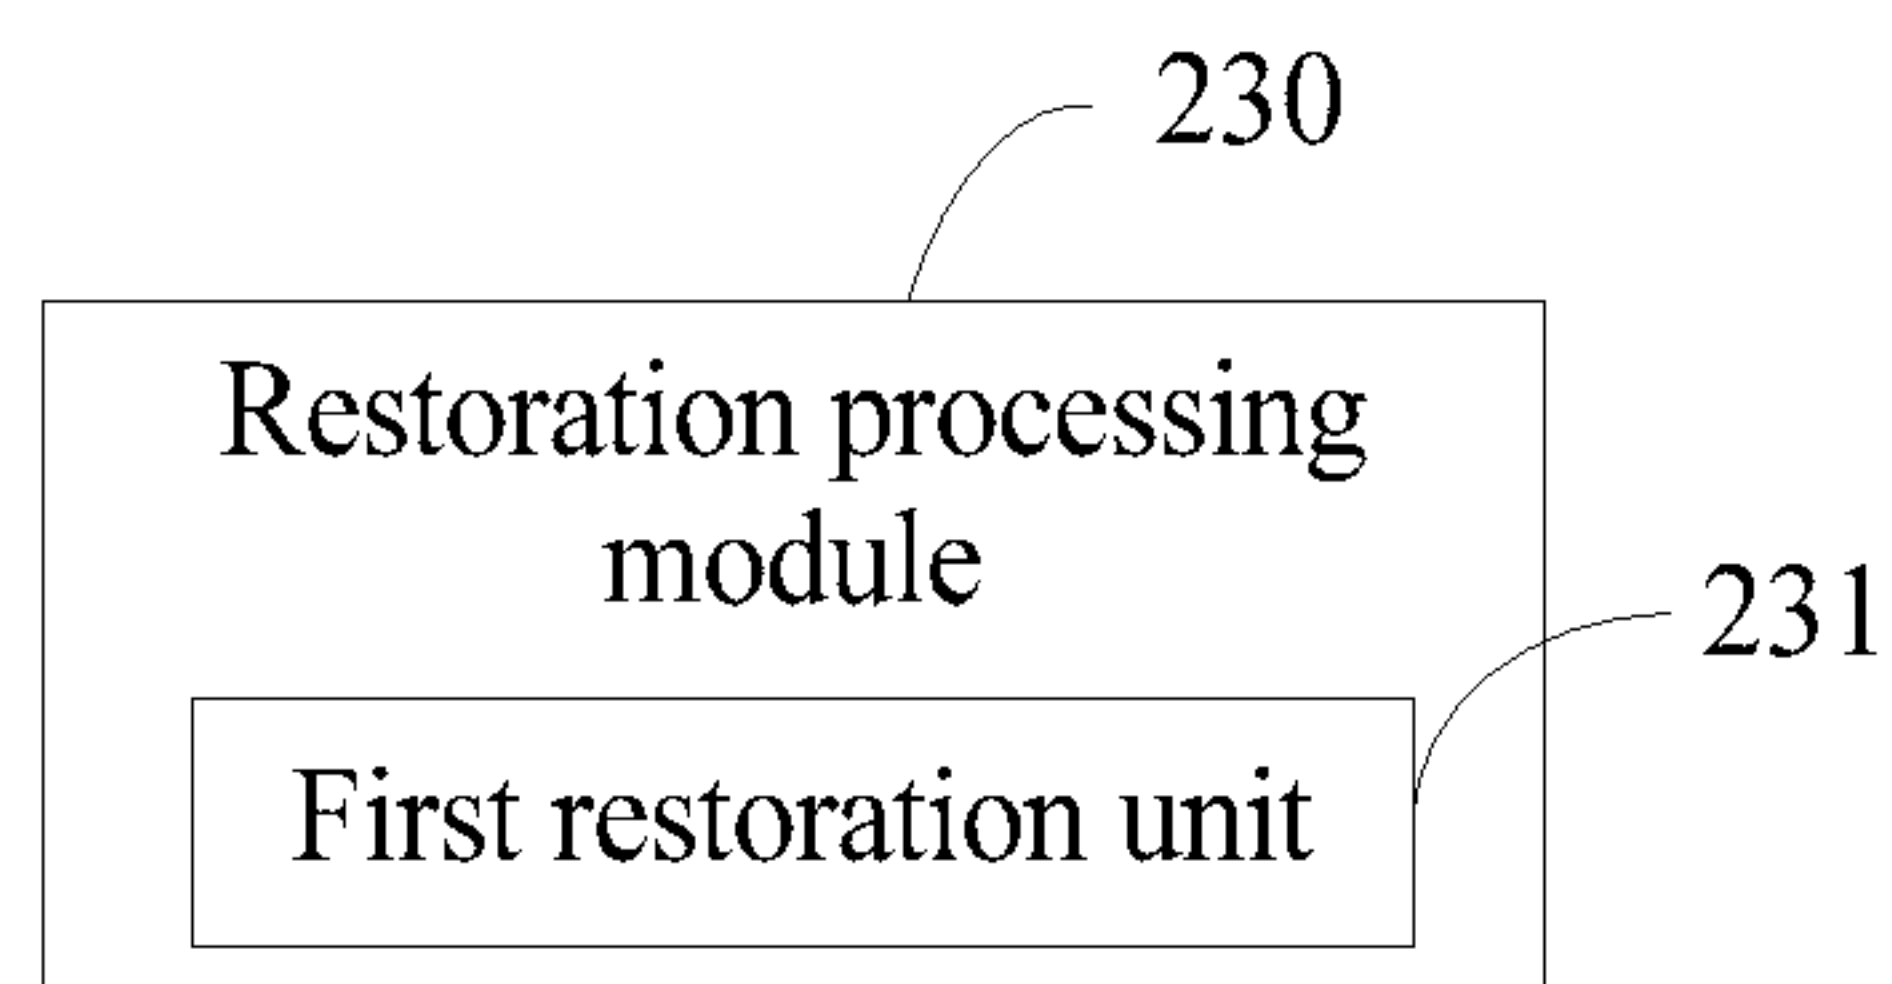 230
Restoration processing
module
231
First restoration unit